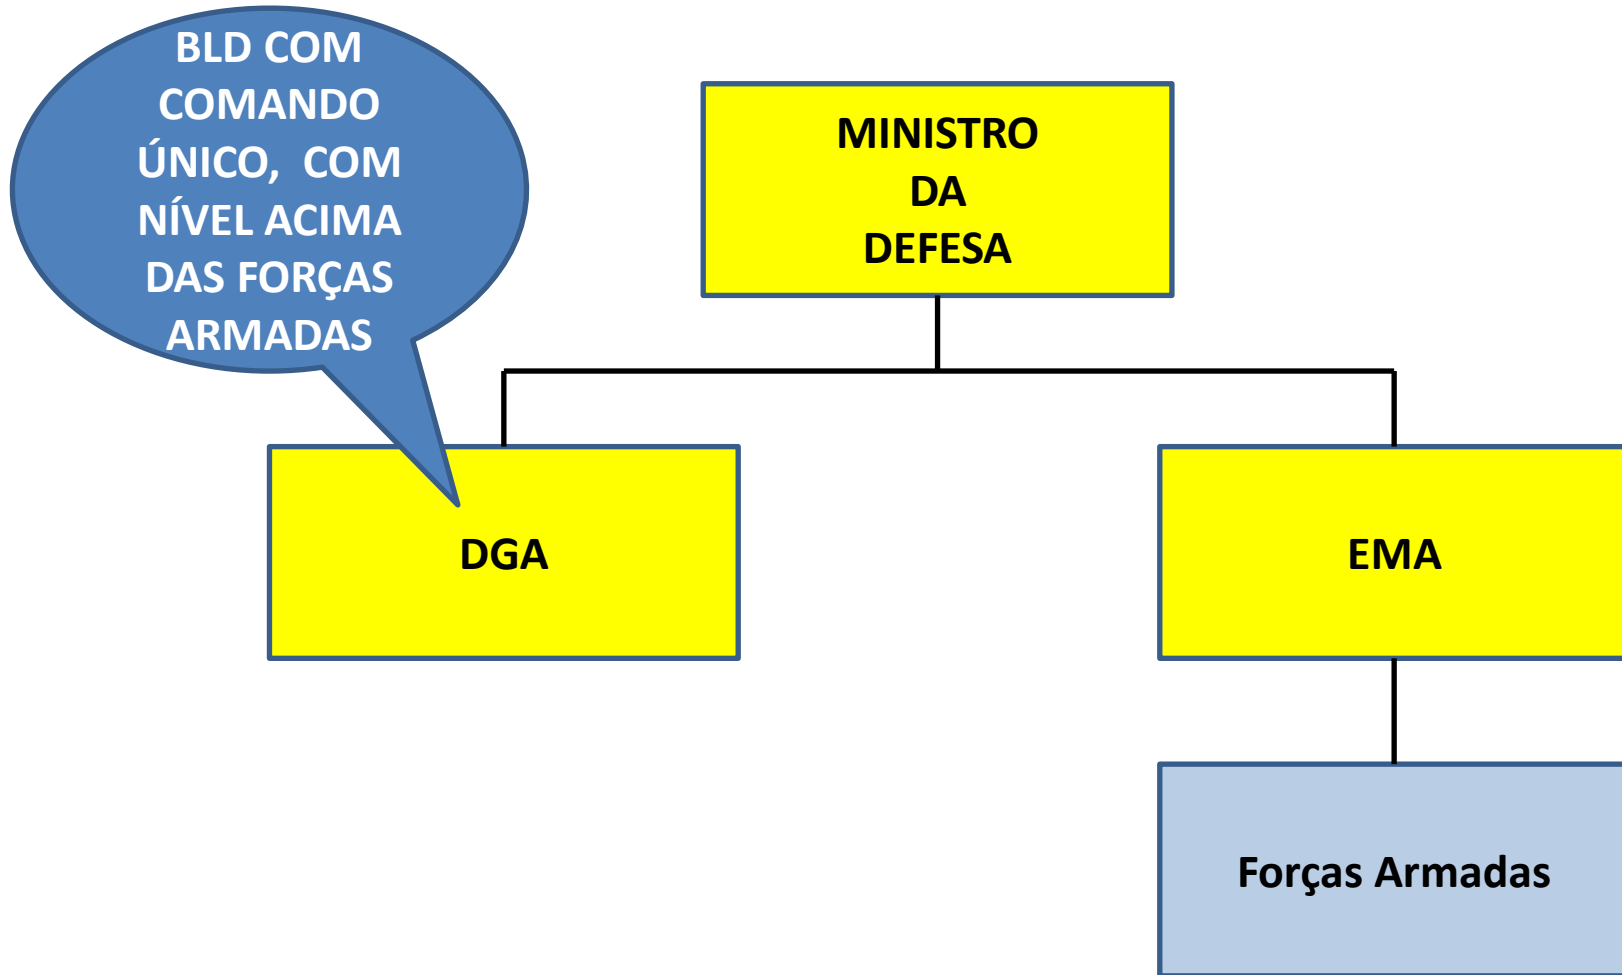 BLD COM
COMANDO
ÚNICO,  COM
NÍVEL ACIMA
DAS FORÇAS
ARMADAS
MINISTRO
DA
DEFESA
DGA
EMA
Forças Armadas